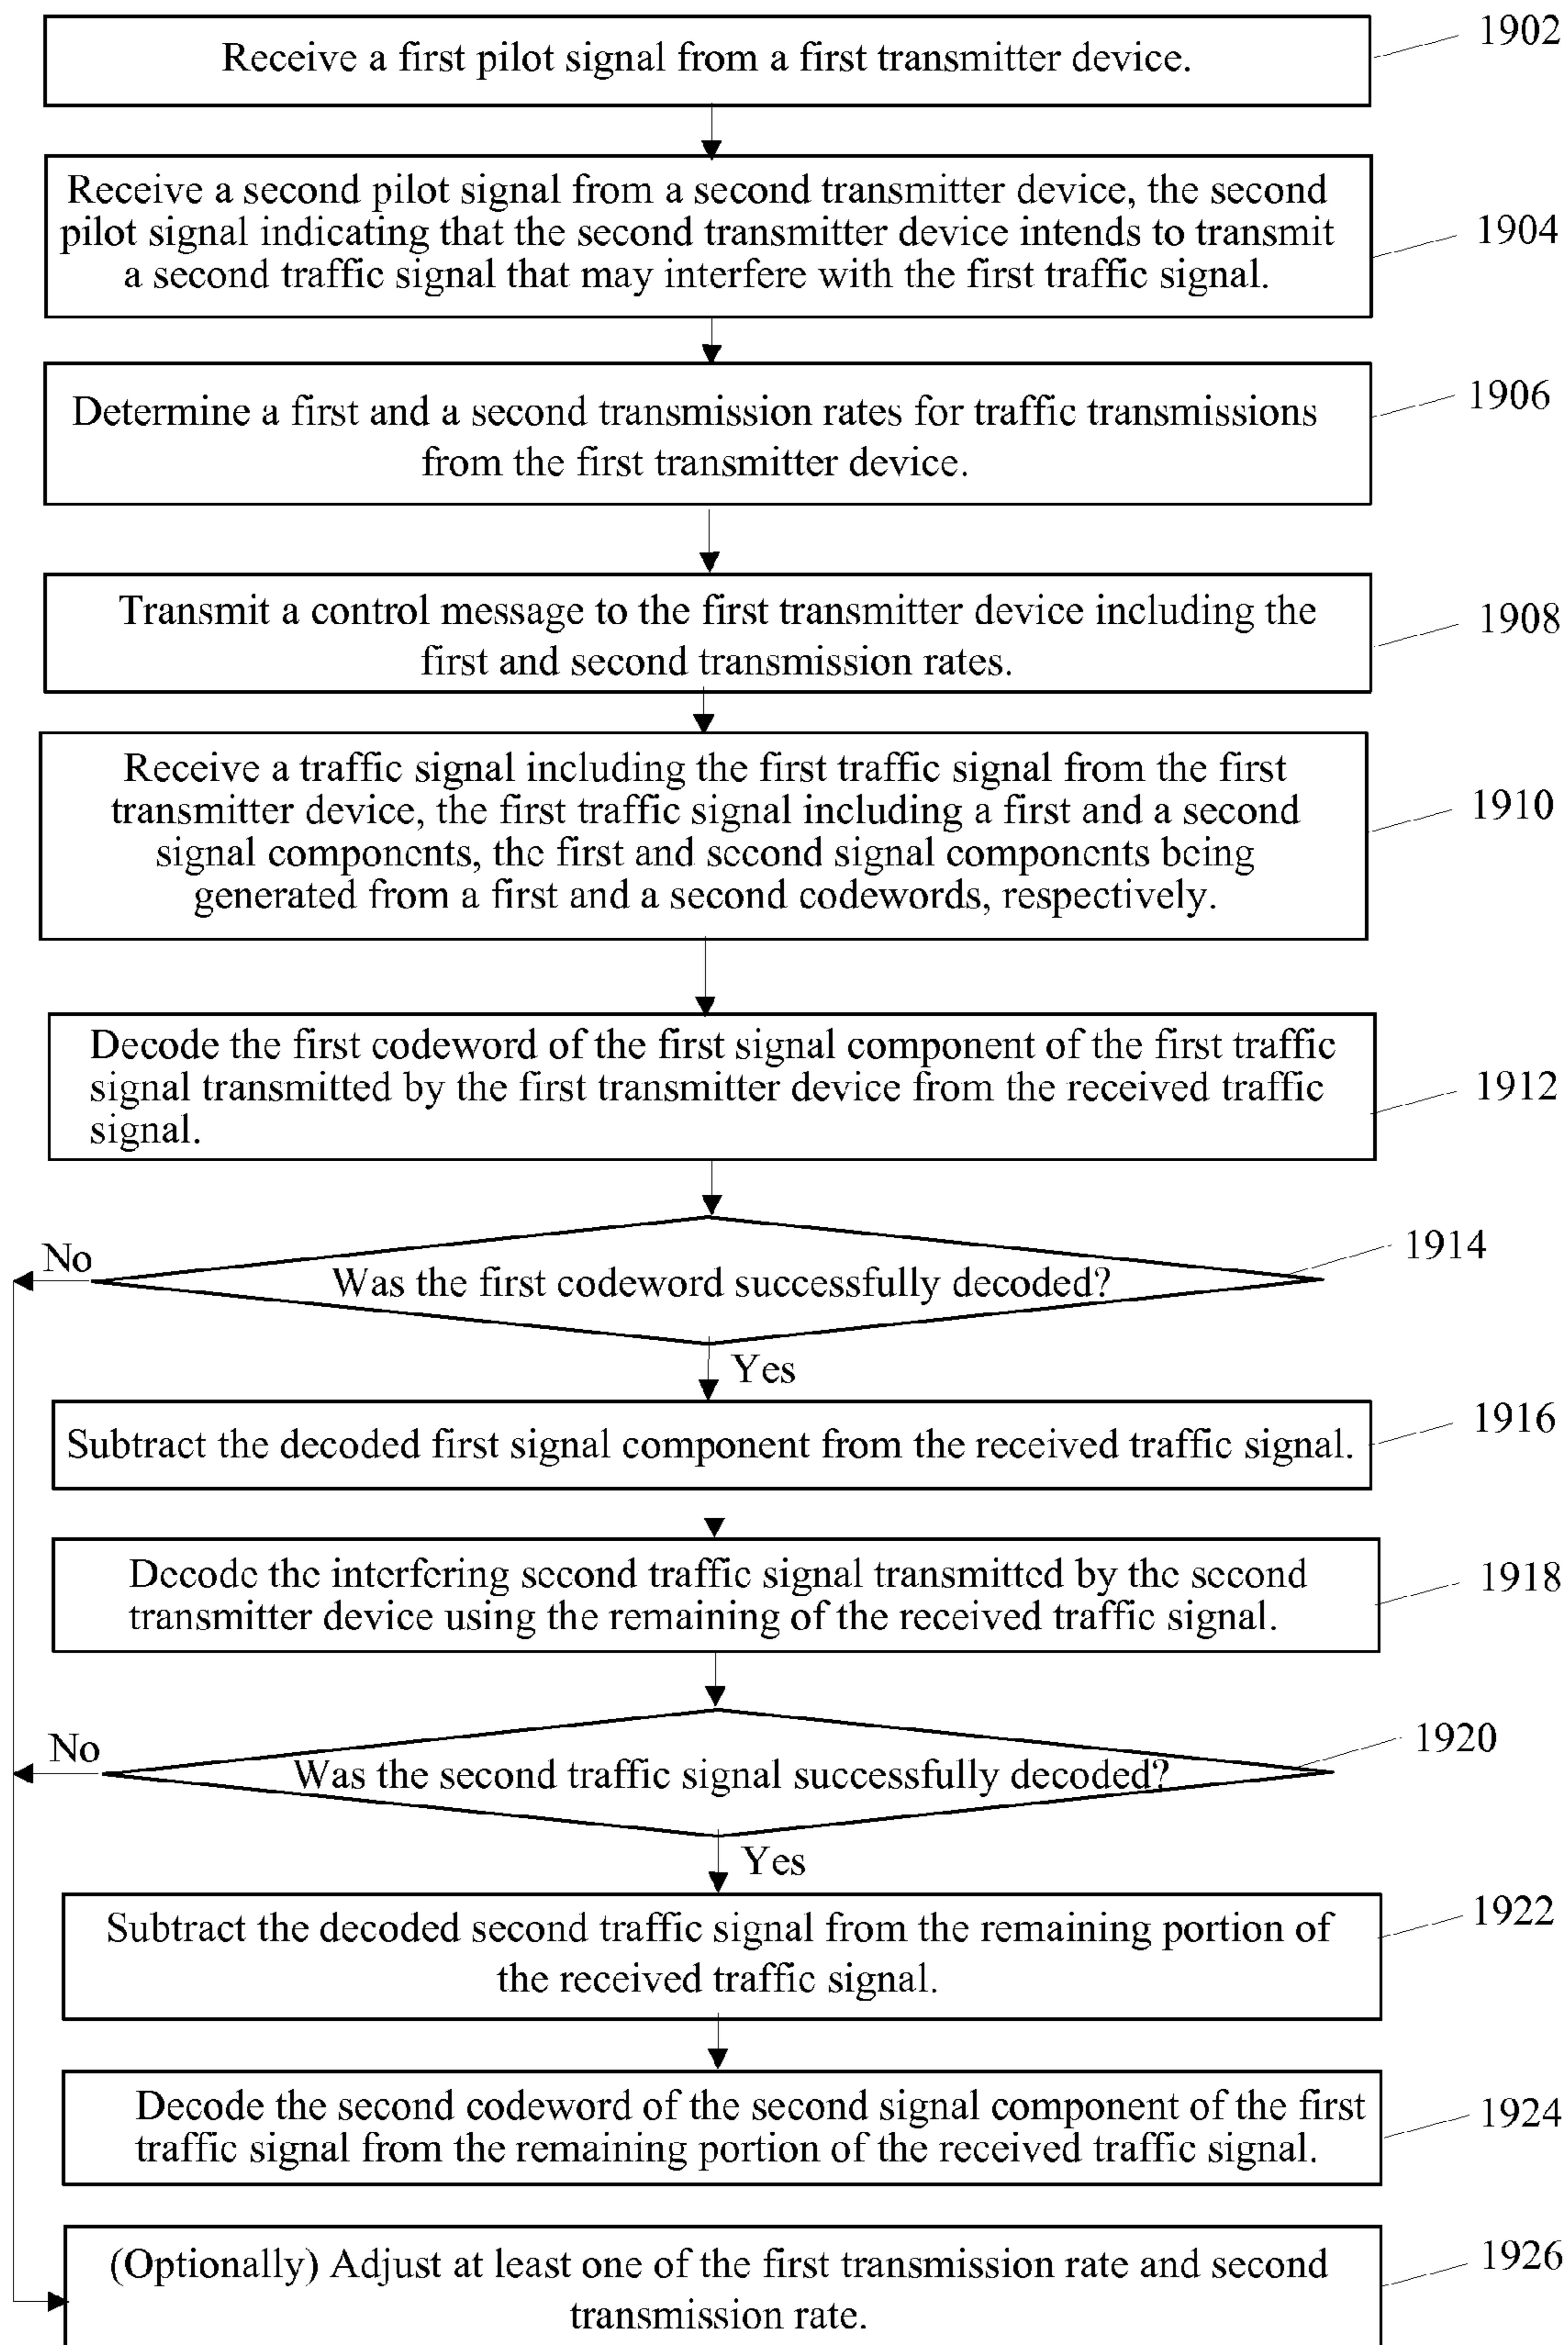 Receive a first pilot signal from a first transmitter device.
1902
Receive a second pilot signal from a second transmitter device, the second
pilot signal indicating that the second transmitter device intends to transmit
a second traffic signal that may interfere with the first traffic signal.
1904
Determine a first and a second transmission rates for traffic transmissions
from the first transmitter device.
1906
Transmit a control message to the first transmitter device including the
first and second transmission rates.
1908
Receive a traffic signal including the first traffic signal from the first
transmitter device, the first traffic signal including a first and a second
signal components, the first and second signal components being
generated from a first and a second codewords, respectively.
1910
Decode the first codeword of the first signal component of the first traffic
signal transmitted by the first transmitter device from the received traffic
signal.
1912
No
Was the first codeword successfully decoded?
1914
Yes
Subtract the decoded first signal component from the received traffic signal.
1916
Decode the interfering second traffic signal transmitted by the second
transmitter device using the remaining of the received traffic signal.
1918
No
Was the second traffic signal successfully decoded?
1920
Yes
Subtract the decoded second traffic signal from the remaining portion of
the received traffic signal.
1922
Decode the second codeword of the second signal component of the first
traffic signal from the remaining portion of the received traffic signal.
1924
(Optionally) Adjust at least one of the first transmission rate and second
transmission rate.
1926